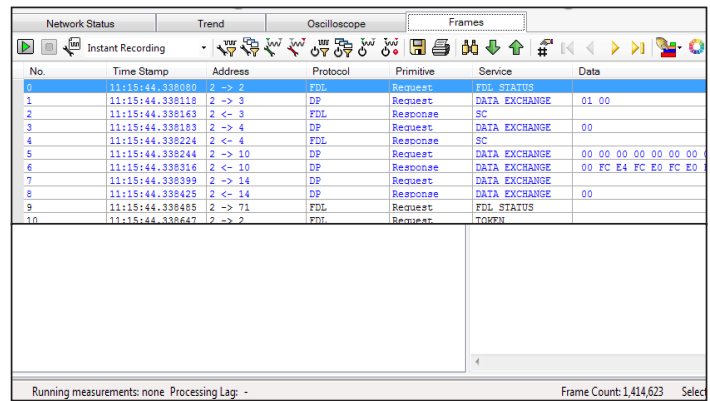 Network Status Trend Oscilloscope Frames
Instant Recording
No. Time Stamp Address Protocol Primitive Service Data
0 11:15:44.338080 2 -> 2 FDL Request FDL STATUS
1 11:15:44.338118 2 -> 3 DP Request DATA EXCHANGE 01 00
2 11:15:44.338163 2 <- 3 FDL Response SC
3 11:15:44.338183 2 -> 4 DP Request DATA EXCHANGE 00
4 11:15:44.338224 2 <- 4 FDL Response SC
5 11:15:44.338244 2 -> 10 DP Request DATA EXCHANGE 00 00 00 00 00 00 00
6 11:15:44.338316 2 <- 10 DP Response DATA EXCHANGE 00 FC E4 FC E0 FC E0
7 11:15:44.338399 2 -> 14 DP Request DATA EXCHANGE
8 11:15:44.338425 2 <- 14 DP Response DATA EXCHANGE 00
9 11:15:44.338485 2 -> 71 FDL Request FDL STATUS
10 11:15:44.338647 2 -> 2 FDL Request TOKEN
Running measurements: none Processing Lag: - Frame Count: 1,414,623 Select